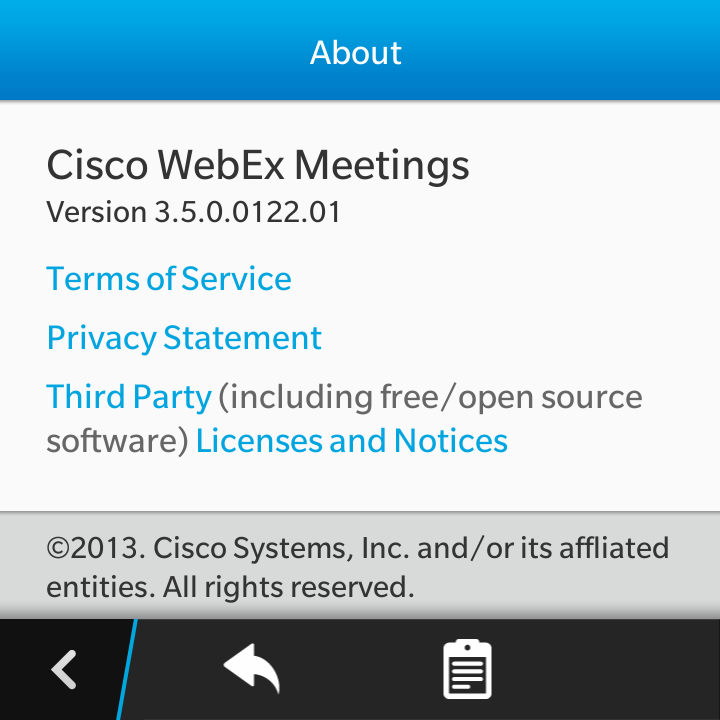 About
Cisco WebEx Meetings
Version 3.5.0.0122.01
Terms of Service
Privacy Statement
Third Party (including free/open source
software) Licenses and Notices
©2013. Cisco Systems, Inc. and/or its affliated
entities. All rights reserved.